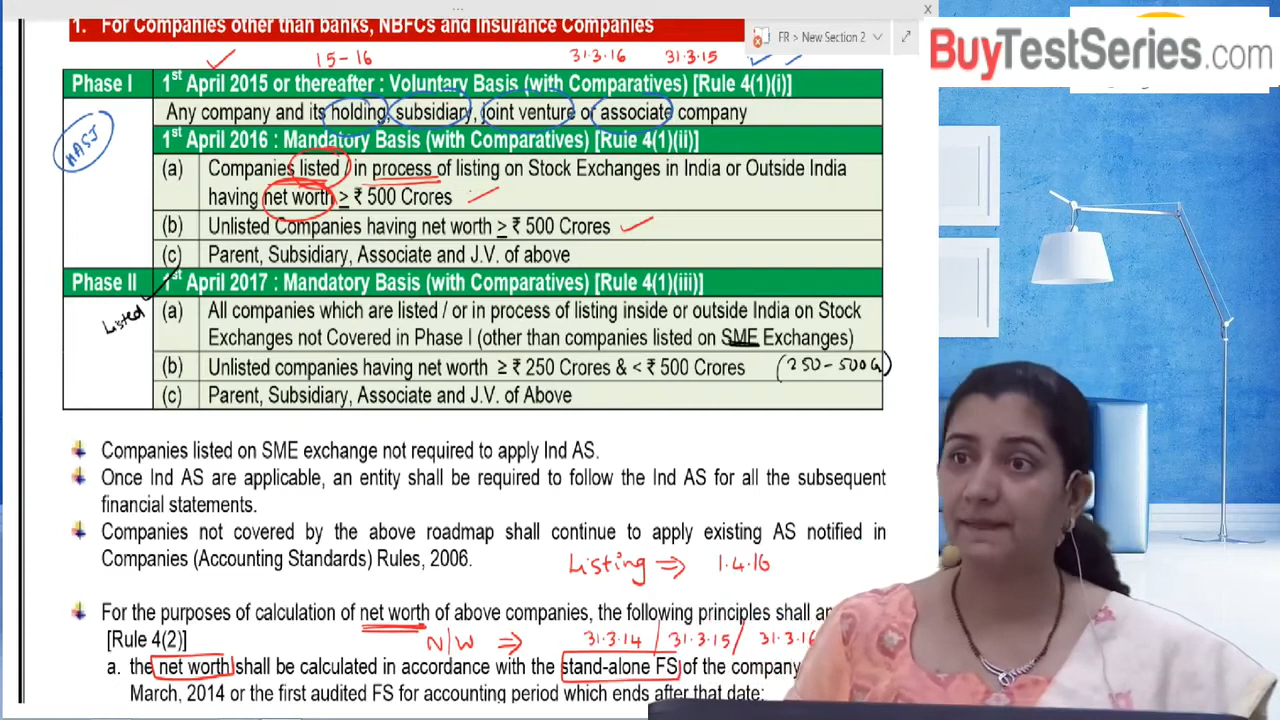 1. For Companies other than banks, NBFCs and Insurance Companies
FR > New Section 2
BuyTestSeries.com
15-16
31.3.16
31.3.15
Phase I
1st April 2015 or thereafter : Voluntary Basis (with Comparatives) [Rule 4(1)(i)]
Any company and its holding, subsidiary, joint venture or associate company
HASJ
1st April 2016: Mandatory Basis (with Comparatives) [Rule 4(1)(ii)]
(a) Companies listed / in process of listing on Stock Exchanges in India or Outside India
having net worth ≥ ₹ 500 Crores
(b) Unlisted Companies having net worth ≥ ₹ 500 Crores
(c) Parent, Subsidiary, Associate and J.V. of above
Phase II
1st April 2017 : Mandatory Basis (with Comparatives) [Rule 4(1)(iii)]
Listed
(a) All companies which are listed / or in process of listing inside or outside India on Stock
Exchanges not Covered in Phase I (other than companies listed on SME Exchanges)
(b) Unlisted companies having net worth ≥ ₹ 250 Crores & < ₹ 500 Crores
(250-500Cr)
(c) Parent, Subsidiary, Associate and J.V. of Above
Companies listed on SME exchange not required to apply Ind AS.
Once Ind AS are applicable, an entity shall be required to follow the Ind AS for all the subsequent
financial statements.
Companies not covered by the above roadmap shall continue to apply existing AS notified in
Companies (Accounting Standards) Rules, 2006.
Listing ⇒ 1.4.16
For the purposes of calculation of net worth of above companies, the following principles shall
[Rule 4(2)]
N/W ⇒ 31.3.14 / 31.3.15 / 31.3.16
a. the net worth shall be calculated in accordance with the stand-alone FS of the company
March, 2014 or the first audited FS for accounting period which ends after that date;